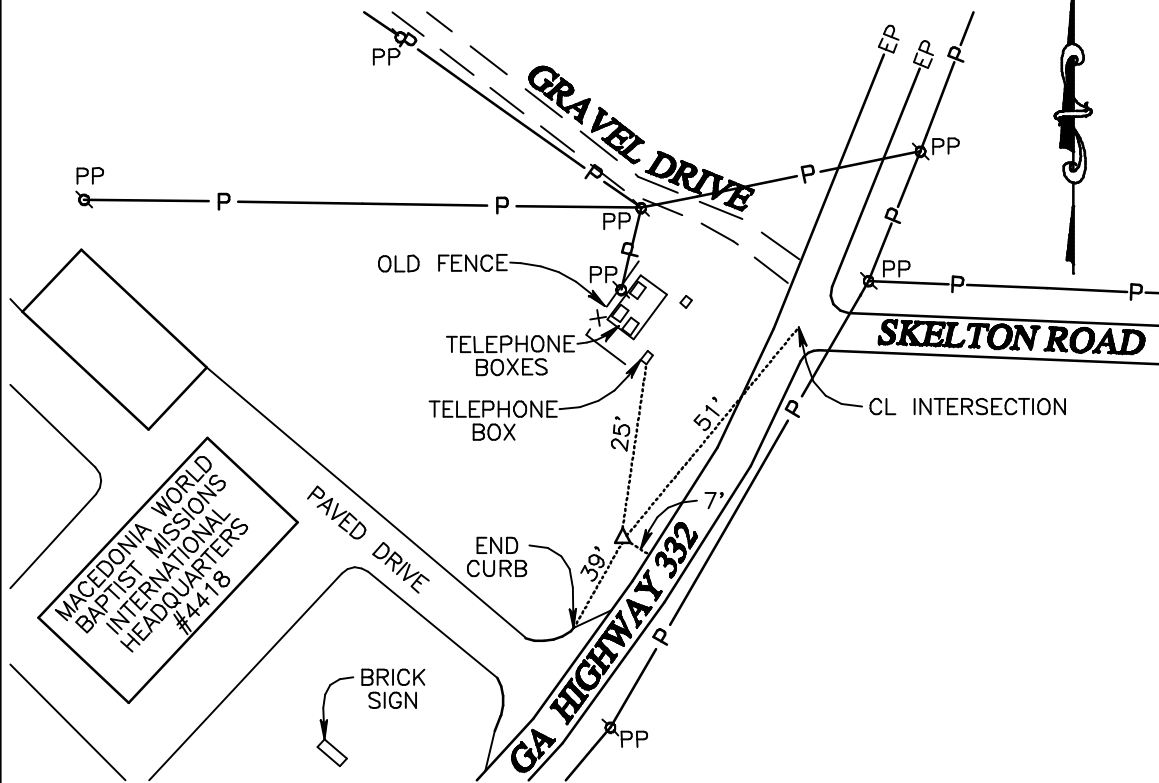 PP
GRAVEL DRIVE
EP
EP
P
P
PP
P
PP
P
P
P
PP
P
P
PP
OLD FENCE
P
PP
X
PP
P
P
SKELTON ROAD
TELEPHONE
BOXES
TELEPHONE
BOX
25'
51'
P
CL INTERSECTION
MACEDONIA WORLD
BAPTIST MISSIONS
INTERNATIONAL
HEADQUARTERS
#4418
PAVED DRIVE
7'
END
CURB
39'
GA HIGHWAY 332
P
BRICK
SIGN
PP